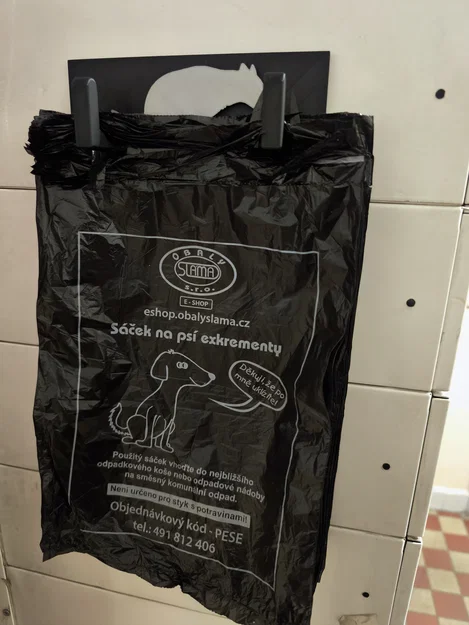 OBALY
SLAMA
s.r.o.
E-SHOP
eshop.obalyslama.cz
Sáček na psí exkrementy
Děkuji, že po
mně uklízíte!
Použitý sáček vhoďte do nejbližšího
odpadkového koše nebo odpadové nádoby
na směsný komunální odpad.
Není určeno pro styk s potravinami!
Objednávkový kód - PESE
tel.: 491 812 406